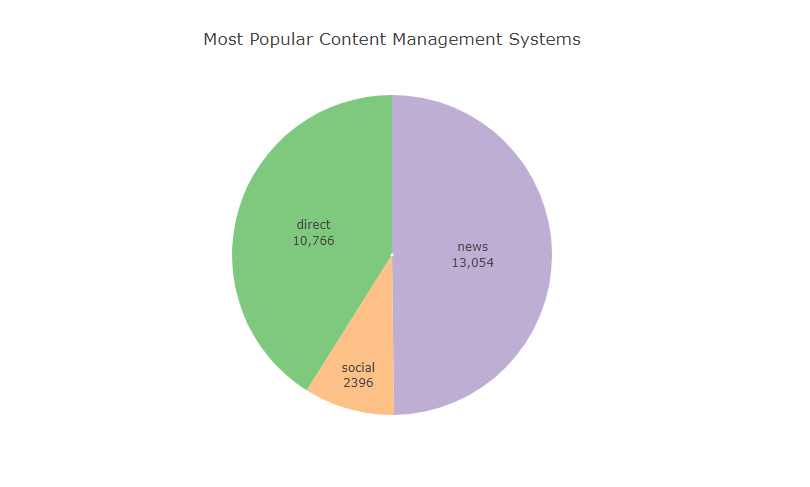 Most Popular Content Management Systems
direct
10,766
news
13,054
social
2396